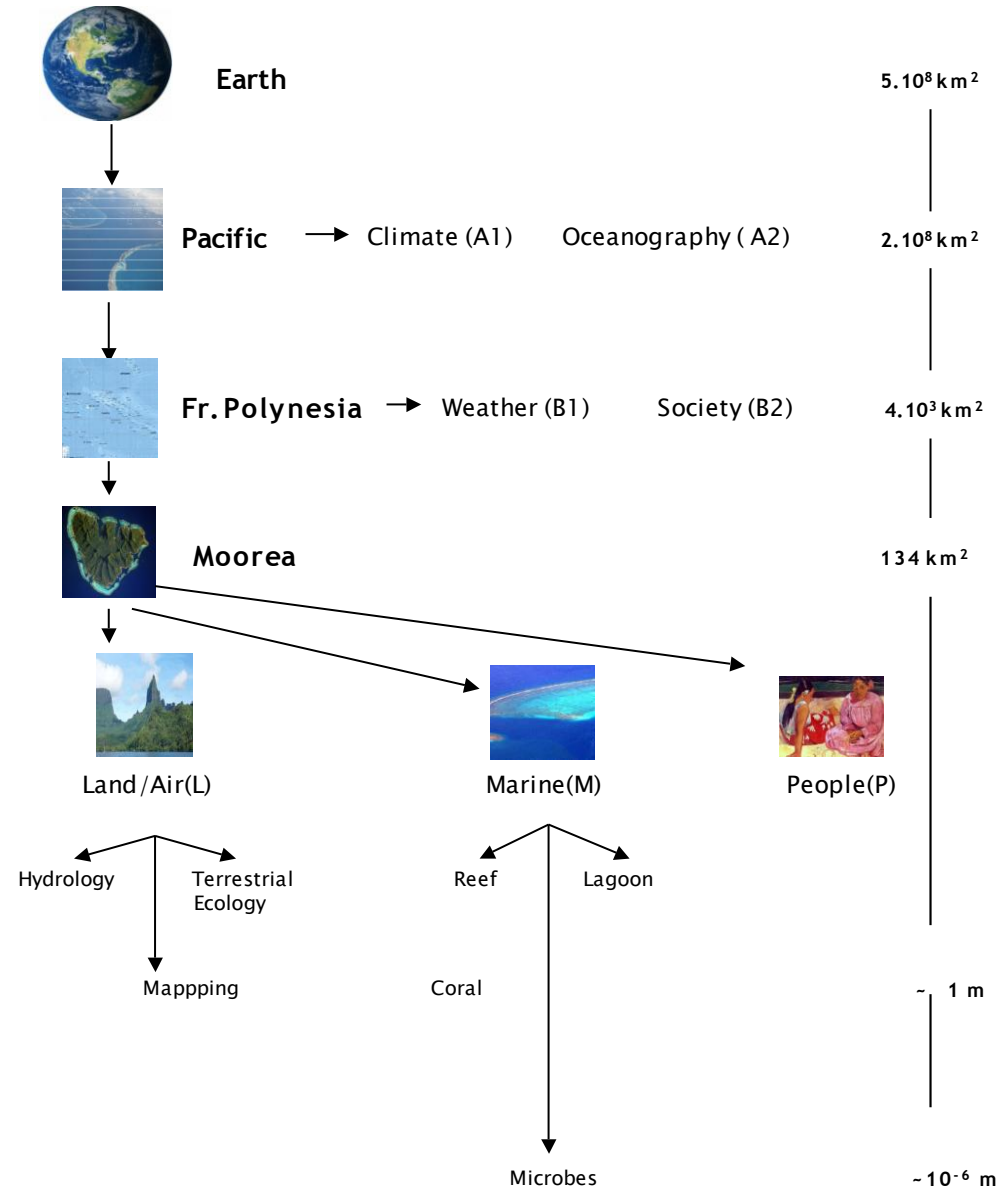 Earth 5.10⁸ km²
Pacific Climate (A1) Oceanography ( A2) 2.10⁸ km²
Fr. Polynesia Weather (B1) Society (B2) 4.10³ km²
Moorea 134 km²
Land/Air(L) Marine(M) People(P)
Hydrology Terrestrial Reef Lagoon
Ecology
Mappping Coral ~ 1 m
Microbes ~10⁻⁶ m